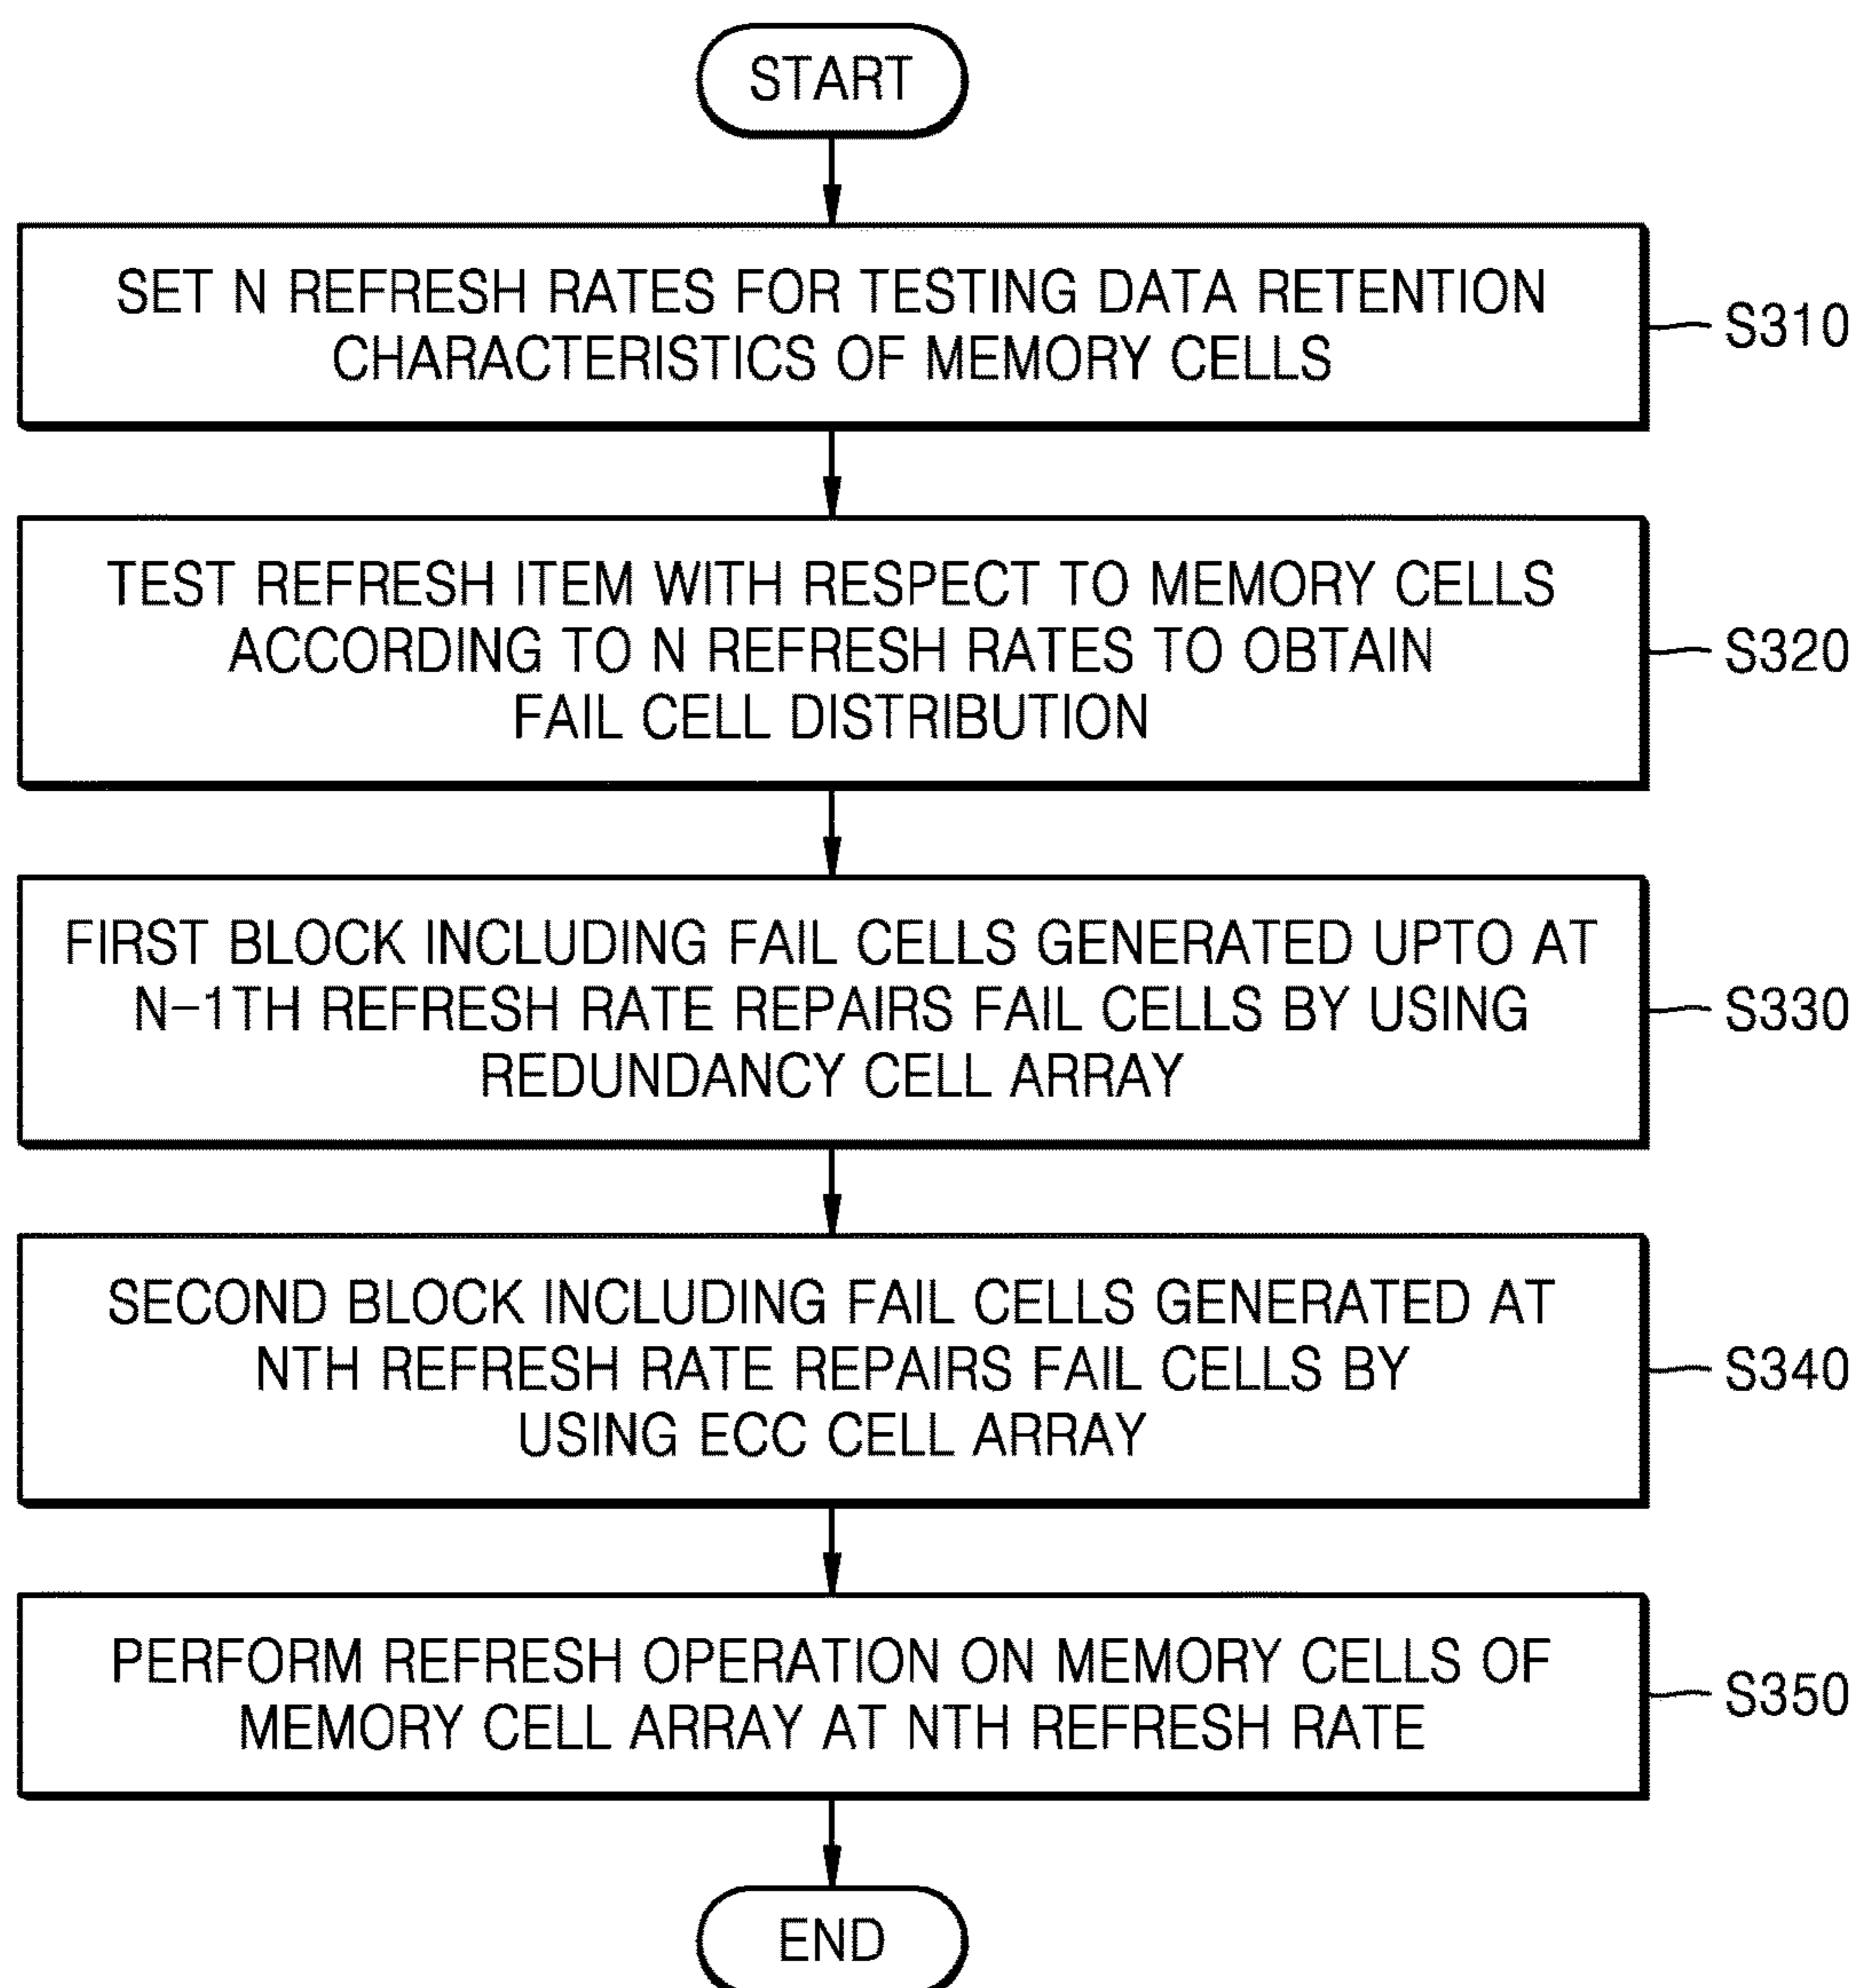 START
SET N REFRESH RATES FOR TESTING DATA RETENTION
CHARACTERISTICS OF MEMORY CELLS
S310
TEST REFRESH ITEM WITH RESPECT TO MEMORY CELLS
ACCORDING TO N REFRESH RATES TO OBTAIN
FAIL CELL DISTRIBUTION
S320
FIRST BLOCK INCLUDING FAIL CELLS GENERATED UPTO AT
N-1TH REFRESH RATE REPAIRS FAIL CELLS BY USING
REDUNDANCY CELL ARRAY
S330
SECOND BLOCK INCLUDING FAIL CELLS GENERATED AT
NTH REFRESH RATE REPAIRS FAIL CELLS BY
USING ECC CELL ARRAY
S340
PERFORM REFRESH OPERATION ON MEMORY CELLS OF
MEMORY CELL ARRAY AT NTH REFRESH RATE
S350
END